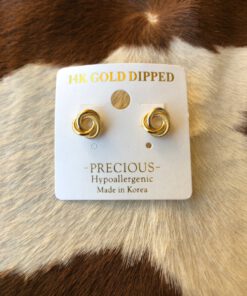 14K GOLD DIPPED
-PRECIOUS-
Hypoallergenic
Made in Korea